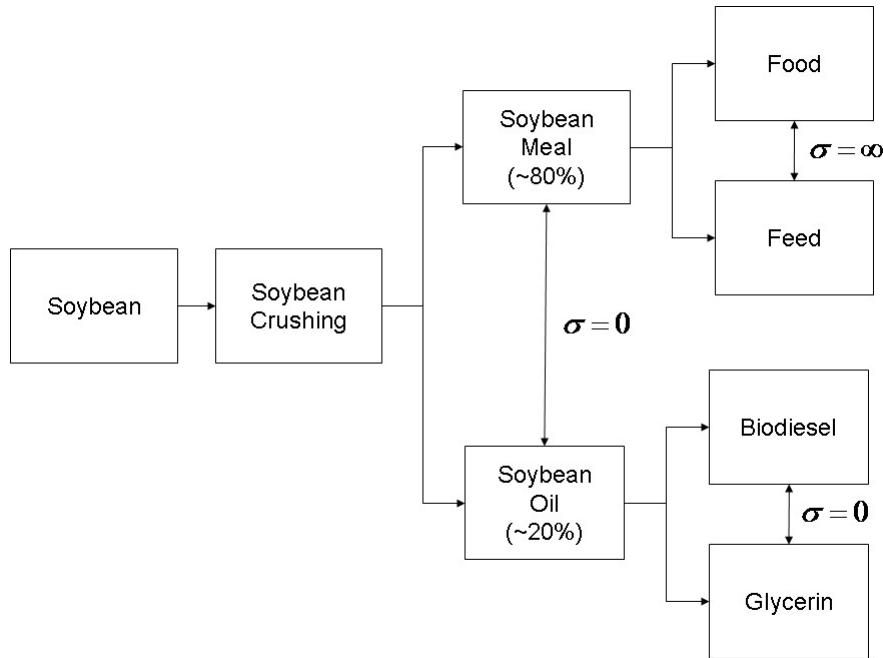 Soybean
Soybean
Crushing
Soybean
Meal
(~80%)
σ = 0
Soybean
Oil
(~20%)
Food
σ = ∞
Feed
Biodiesel
σ = 0
Glycerin